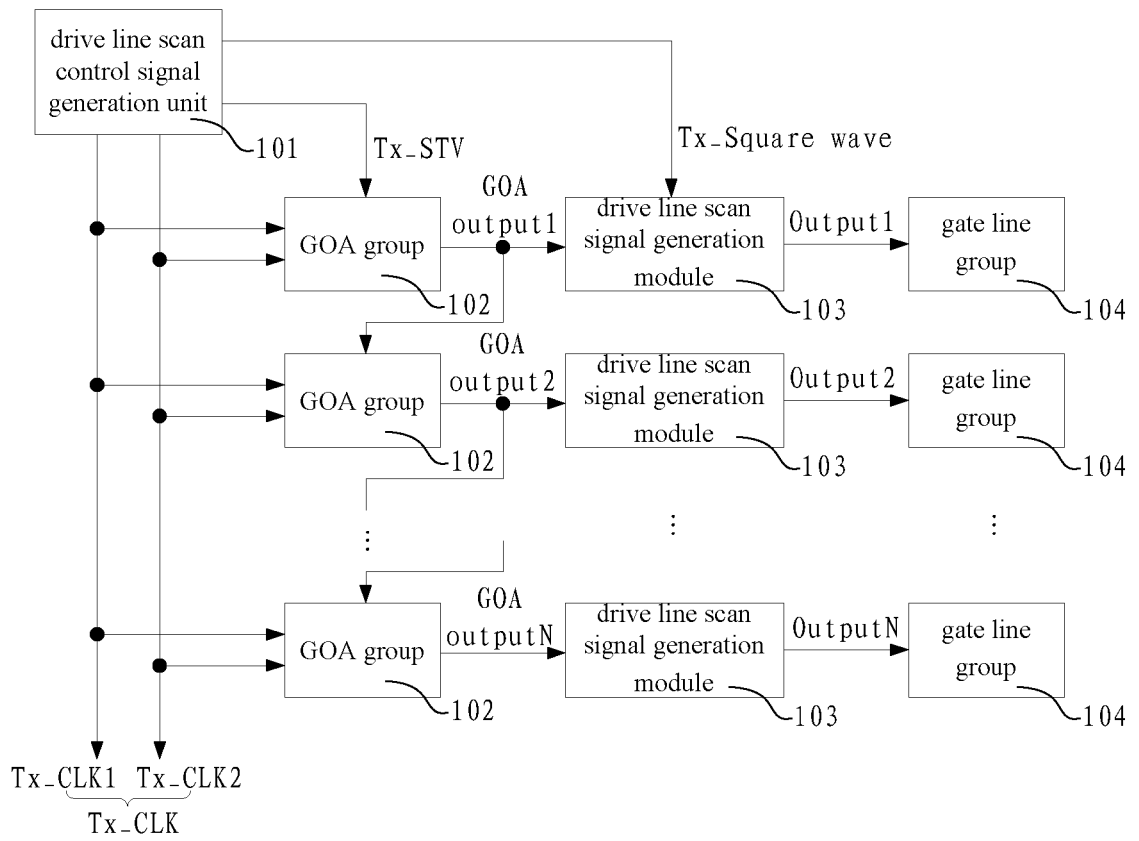 drive line scan
control signal
generation unit
101
Tx_STV
Tx_Square wave
GOA group
102
GOA
output1
drive line scan
signal generation
module
103
Output1
gate line
group
104
GOA group
102
GOA
output2
drive line scan
signal generation
module
103
Output2
gate line
group
104
GOA group
102
GOA
outputN
drive line scan
signal generation
module
103
OutputN
gate line
group
104
Tx_CLK1 Tx_CLK2
Tx_CLK